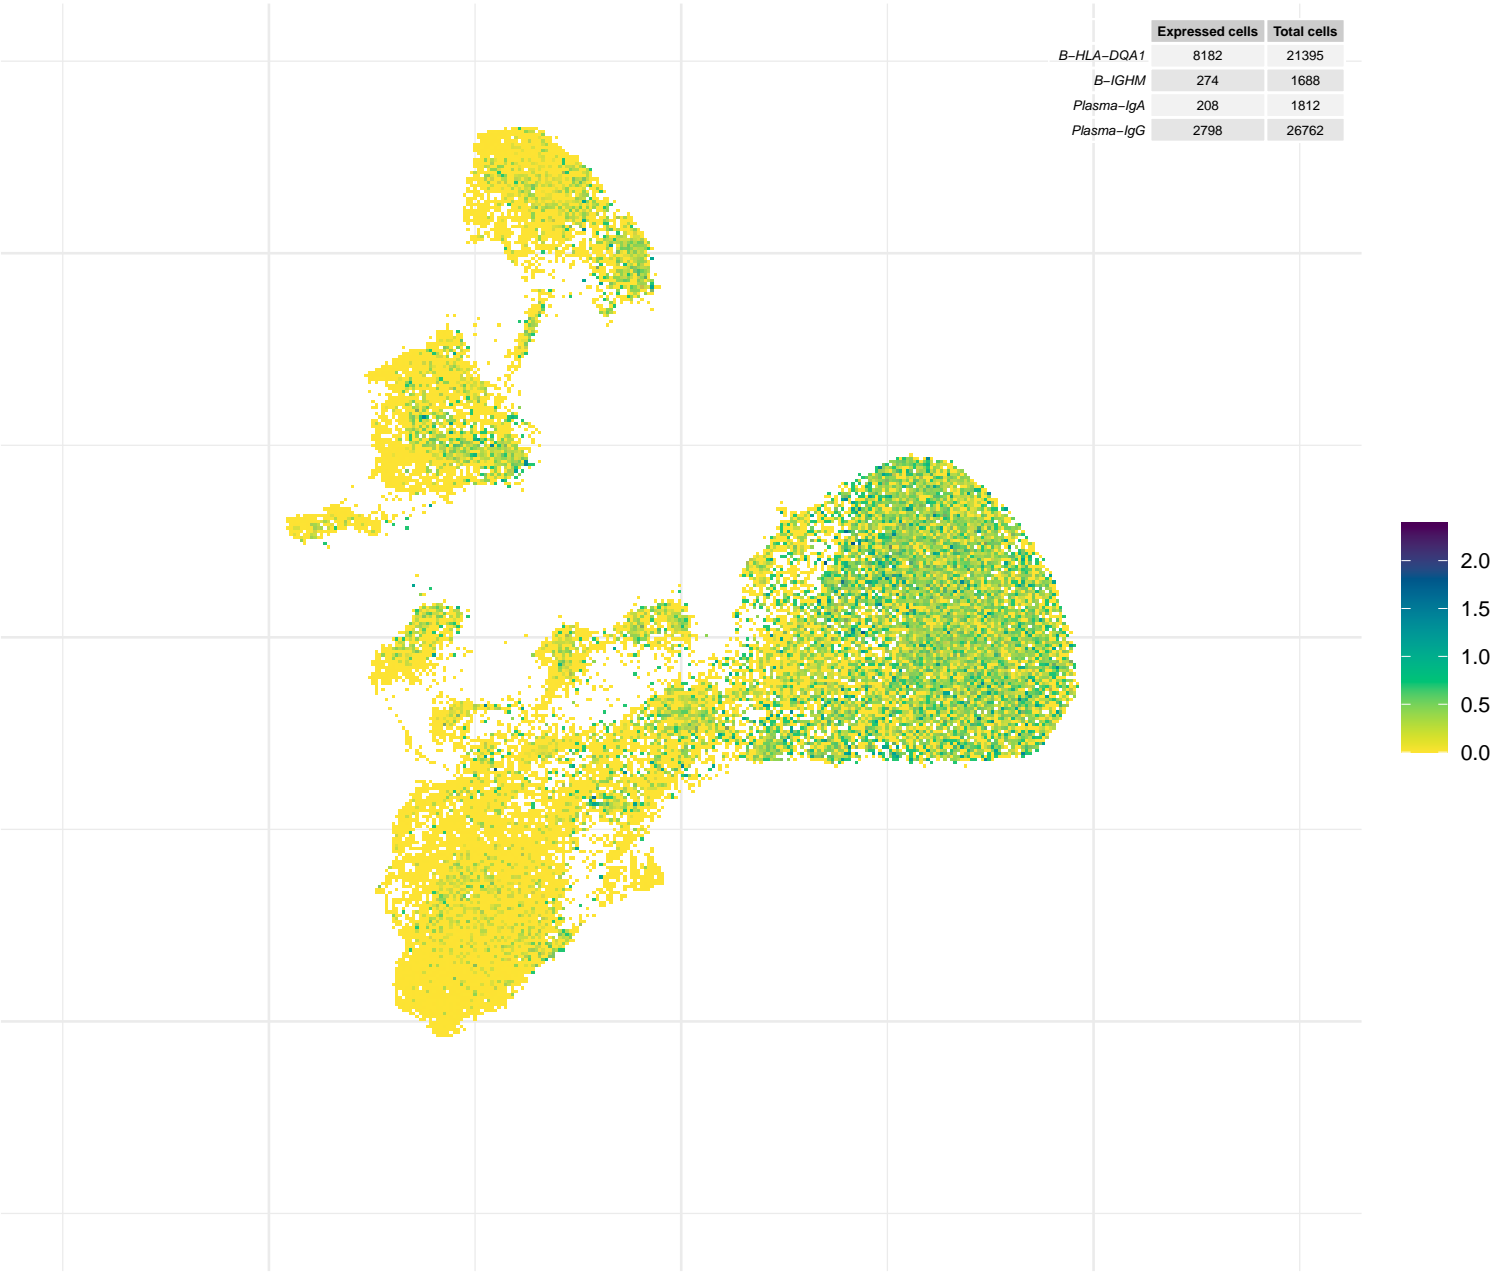 Expressed cells Total cells
B−HLA−DQA1 8182 21395
B−IGHM 274 1688
Plasma−IgA 208 1812
Plasma−IgG 2798 26762
2.0
1.5
1.0
0.5
0.0